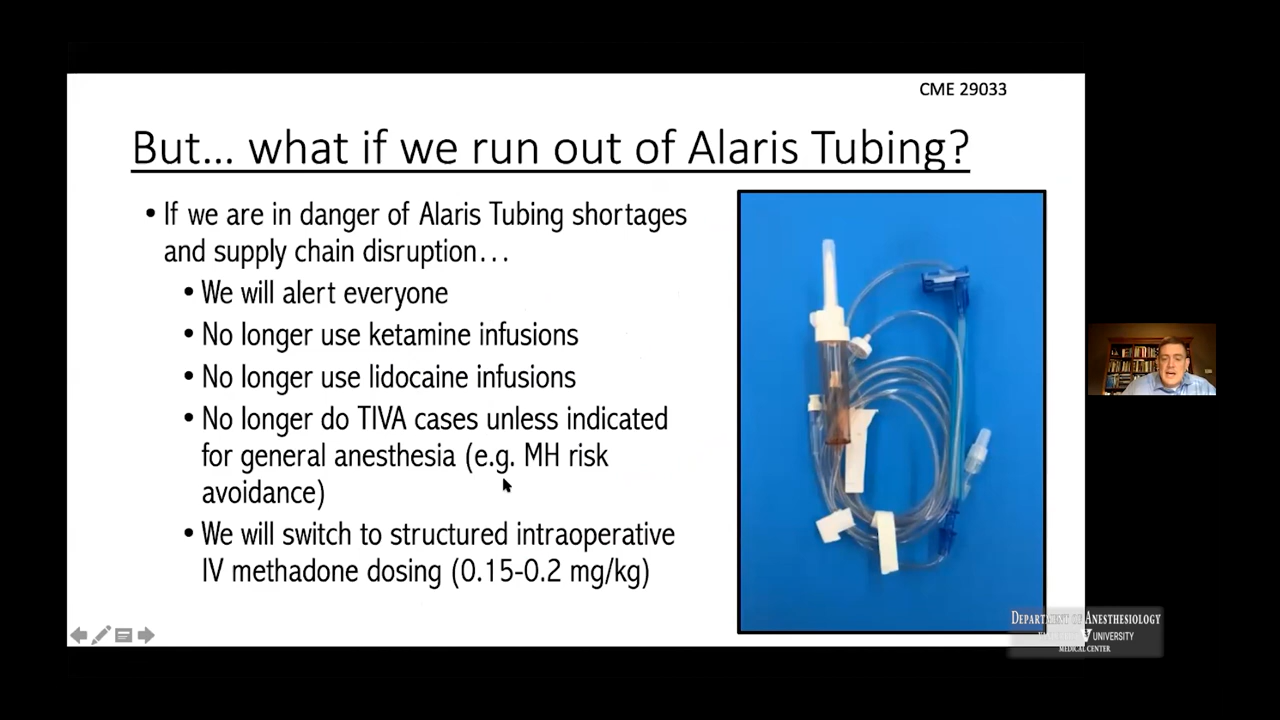 CME 29033
But... what if we run out of Alaris Tubing?
• If we are in danger of Alaris Tubing shortages
and supply chain disruption...
• We will alert everyone
• No longer use ketamine infusions
• No longer use lidocaine infusions
• No longer do TIVA cases unless indicated
for general anesthesia (e.g. MH risk
avoidance)
• We will switch to structured intraoperative
IV methadone dosing (0.15-0.2 mg/kg)
DEPARTMENT OF ANESTHESIOLOGY
UNIVERSITY
MEDICAL CENTER